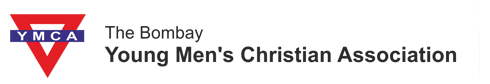 YMCA
The Bombay
Young Men's Christian Association